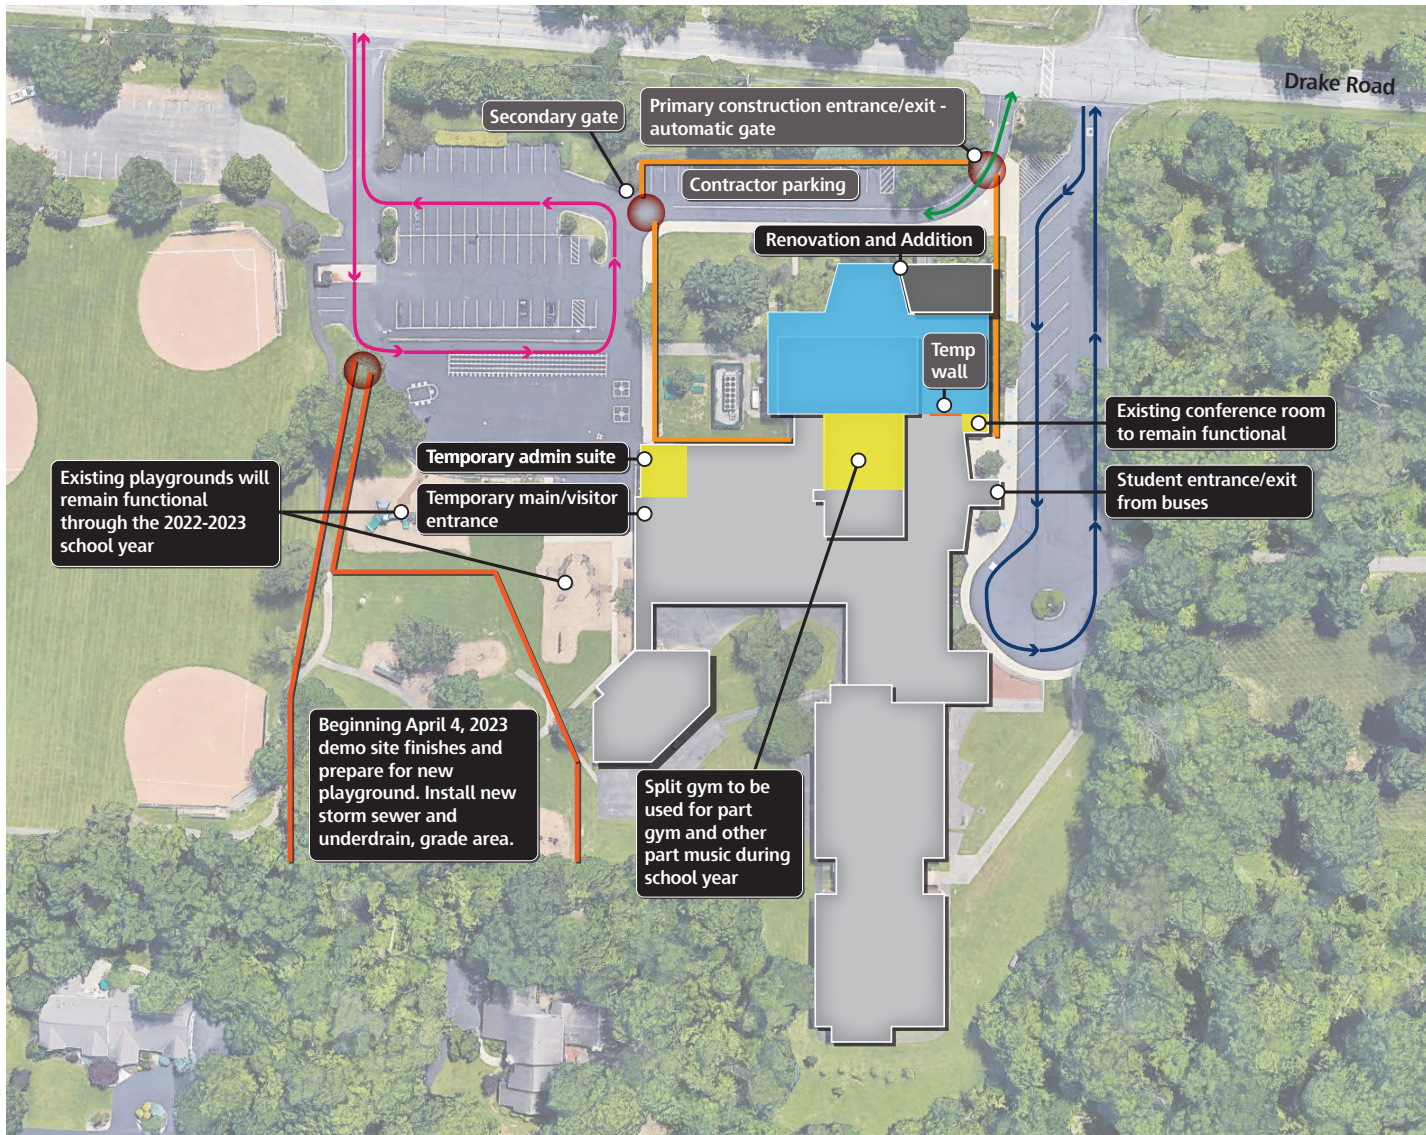 Drake Road
Primary construction entrance/exit -
automatic gate
Secondary gate
Contractor parking
Renovation and Addition
Temp
wall
Existing conference room
to remain functional
Temporary admin suite
Student entrance/exit
from buses
Existing playgrounds will
remain functional
through the 2022-2023
school year
Temporary main/visitor
entrance
Beginning April 4, 2023
demo site finishes and
prepare for new
playground. Install new
storm sewer and
underdrain, grade area.
Split gym to be
used for part
gym and other
part music during
school year